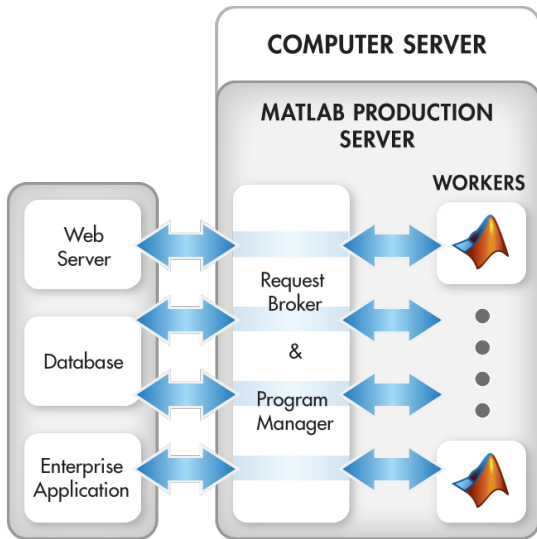 COMPUTER SERVER
MATLAB PRODUCTION
SERVER
WORKERS
Web
Server
Database
Enterprise
Application
Request
Broker
&
Program
Manager